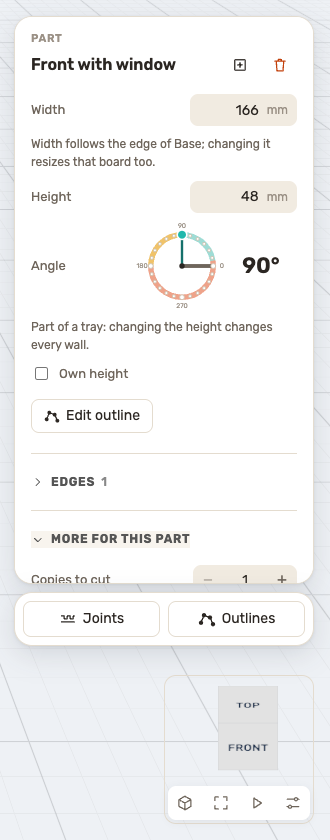 PART
Front with window
Width 166 mm
Width follows the edge of Base; changing it
resizes that board too.
Height 48 mm
90
Angle 180 0 90°
270
Part of a tray: changing the height changes
every wall.
Own height
Edit outline
EDGES 1
MORE FOR THIS PART
Copies to cut − 1 +
Joints Outlines
TOP
FRONT